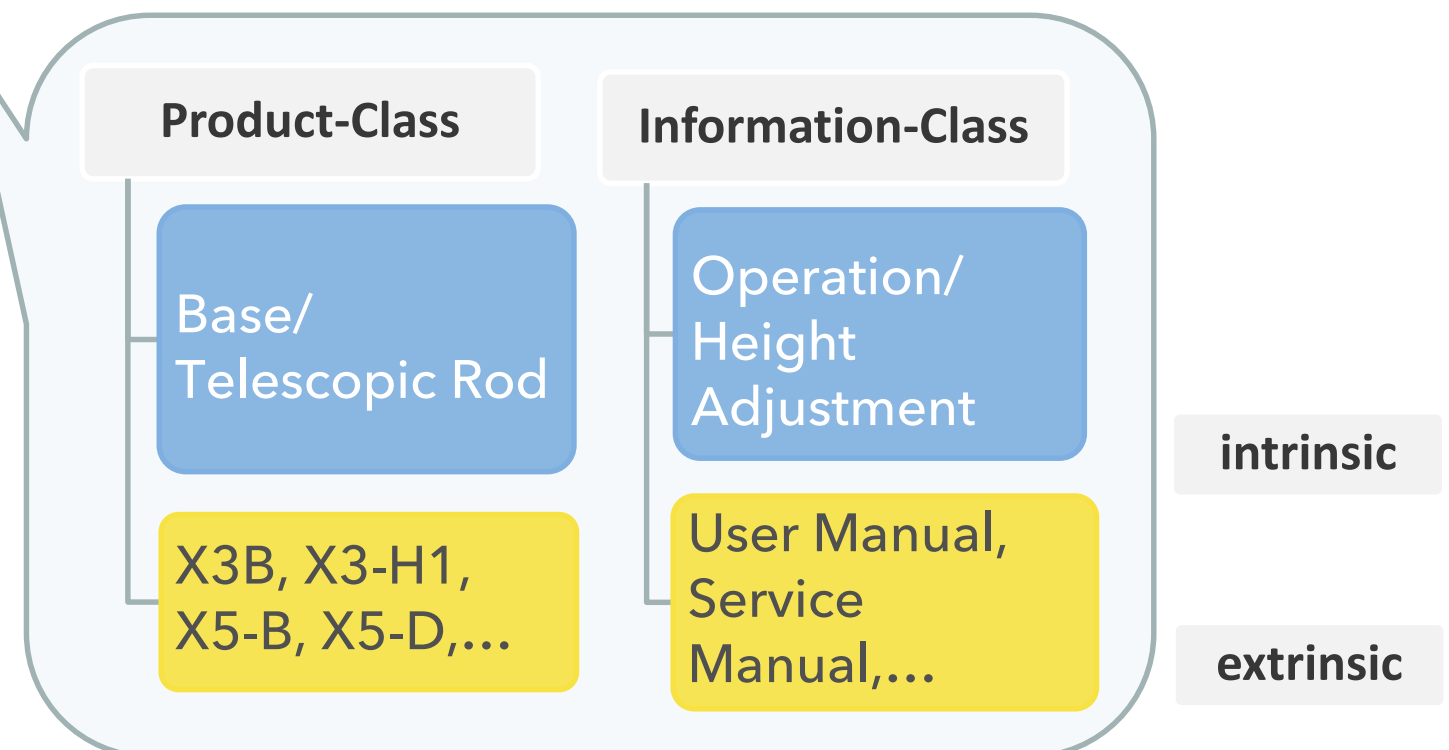 Product-Class
Information-Class
Base/
Telescopic Rod
Operation/
Height
Adjustment
intrinsic
X3B, X3-H1,
X5-B, X5-D,...
User Manual,
Service
Manual,...
extrinsic